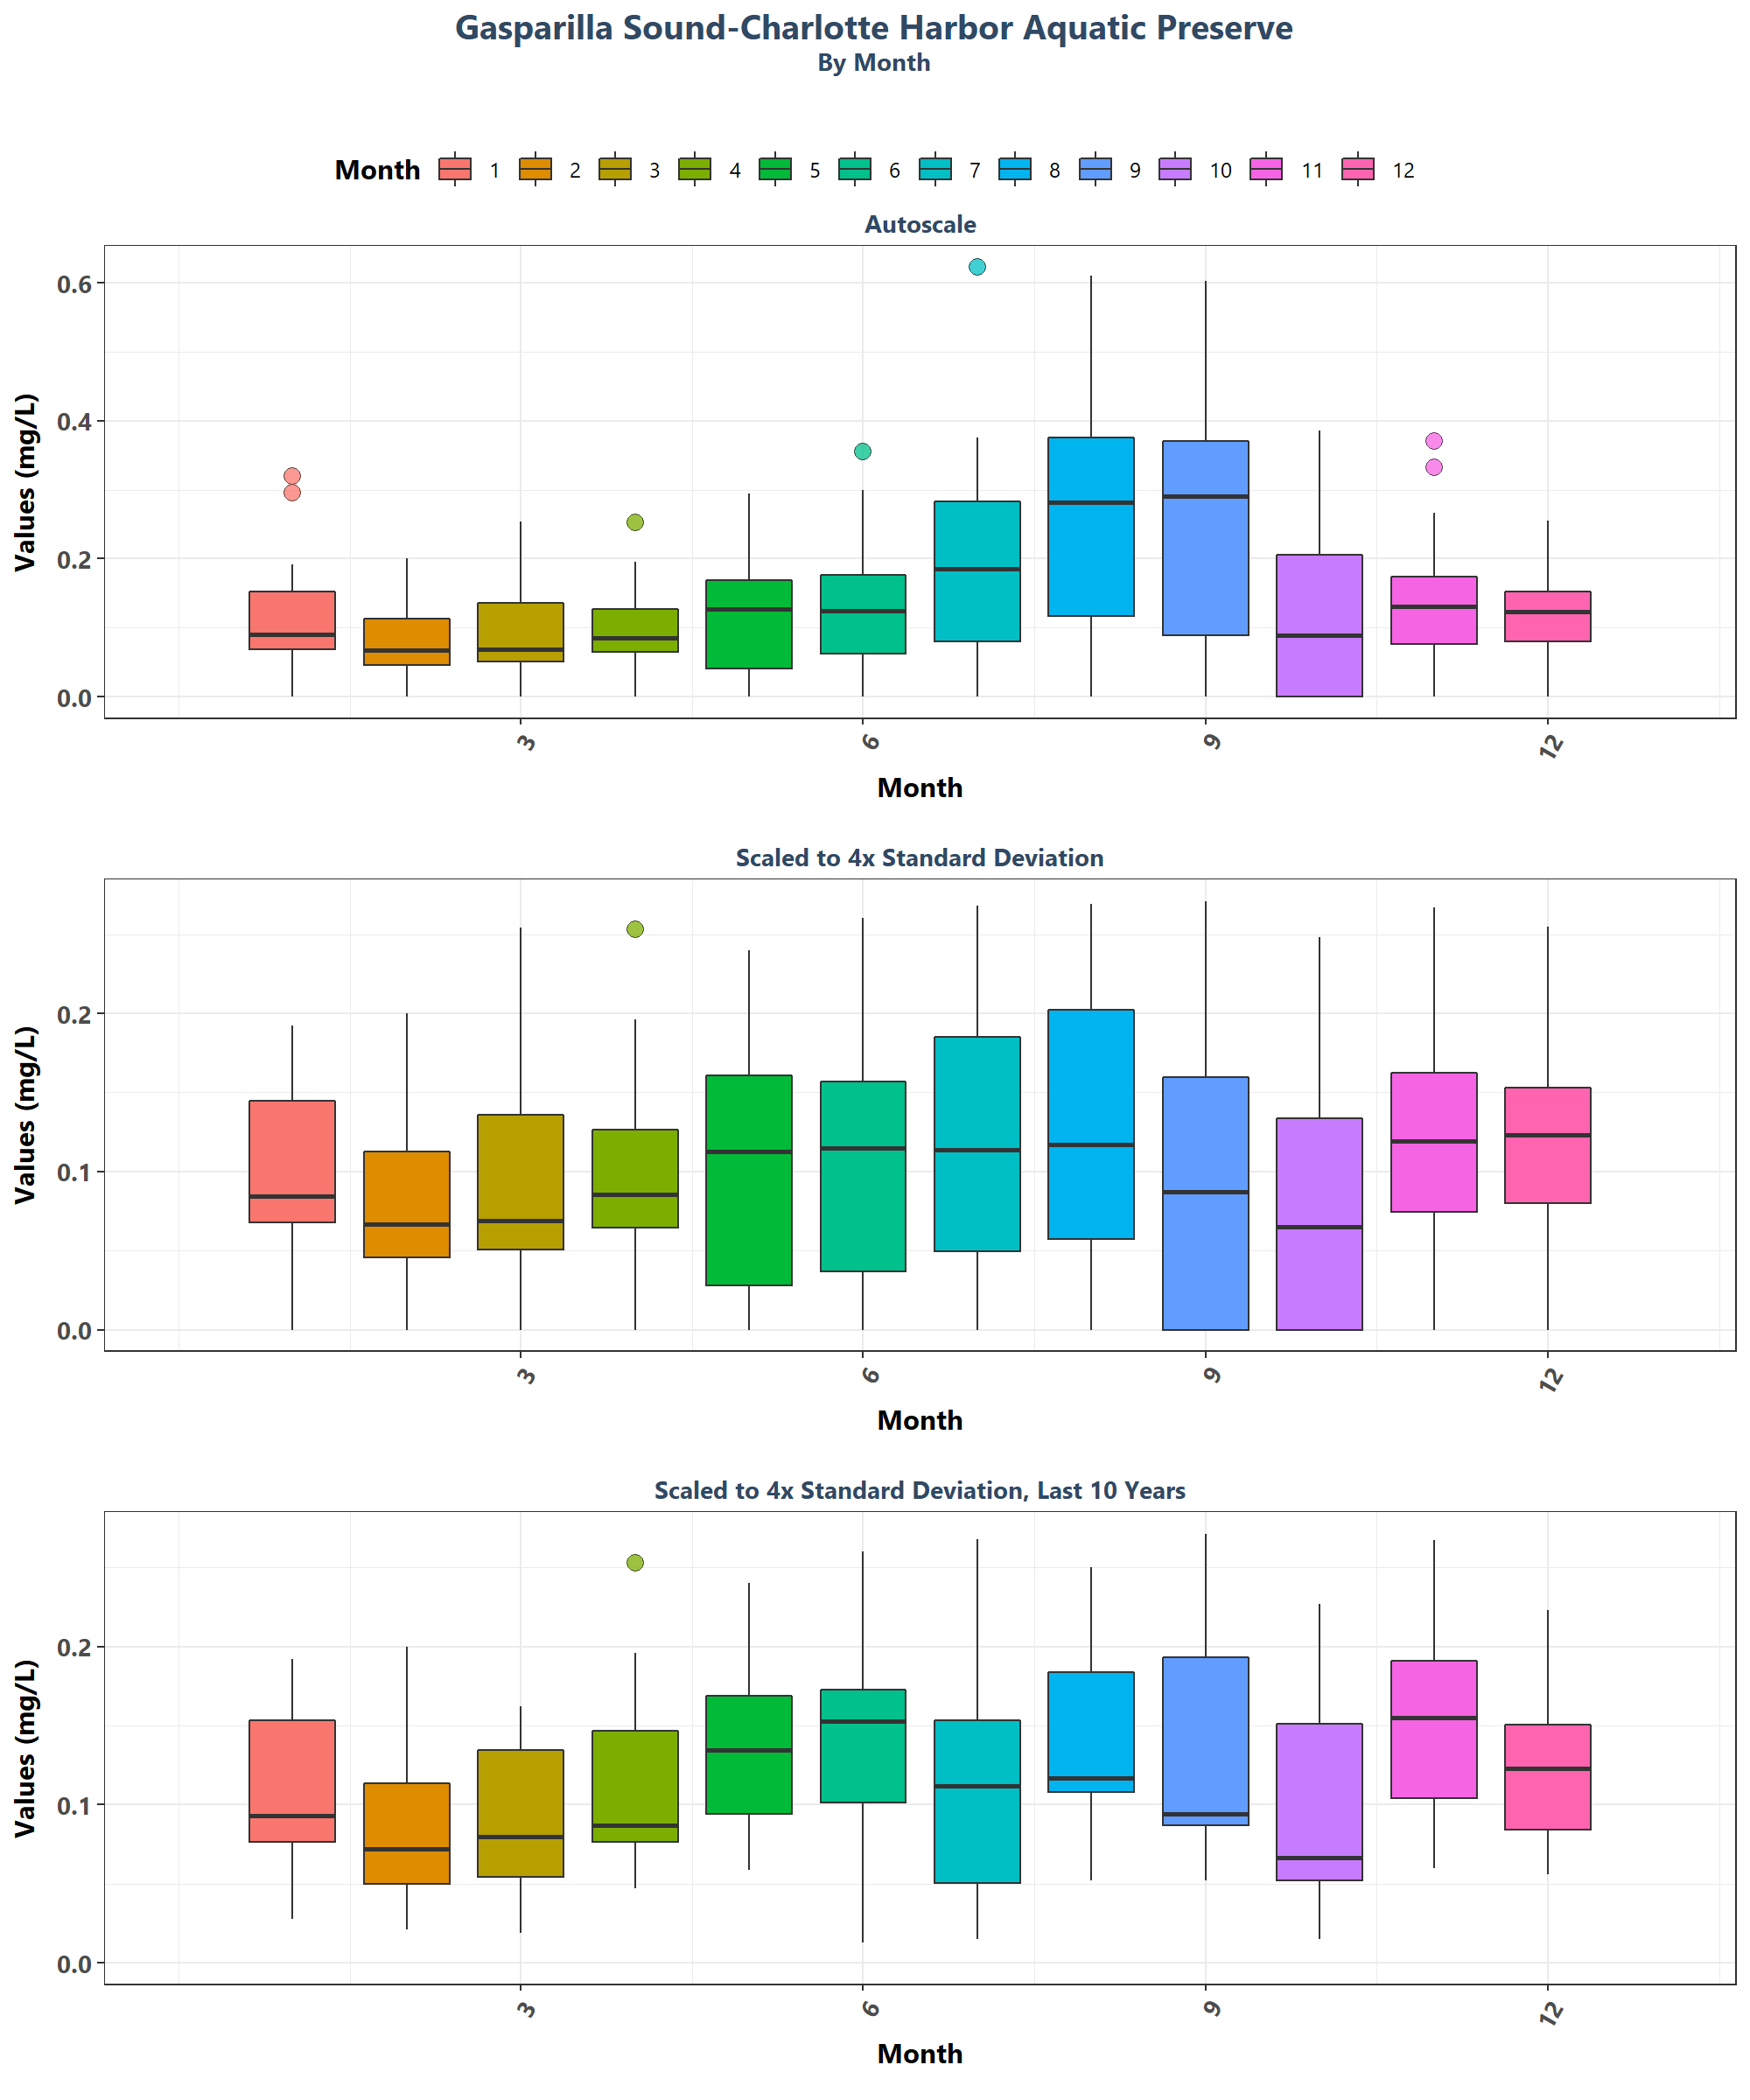 Gasparilla Sound-Charlotte Harbor Aquatic Preserve
By Month
Month 1 2 3 4 5 6 7 8 9 10 11 12
Autoscale
Values (mg/L)
0.6
0.4
0.2
0.0
3 6 9 12
Month
Scaled to 4x Standard Deviation
Values (mg/L)
0.2
0.1
0.0
3 6 9 12
Month
Scaled to 4x Standard Deviation, Last 10 Years
Values (mg/L)
0.2
0.1
0.0
3 6 9 12
Month